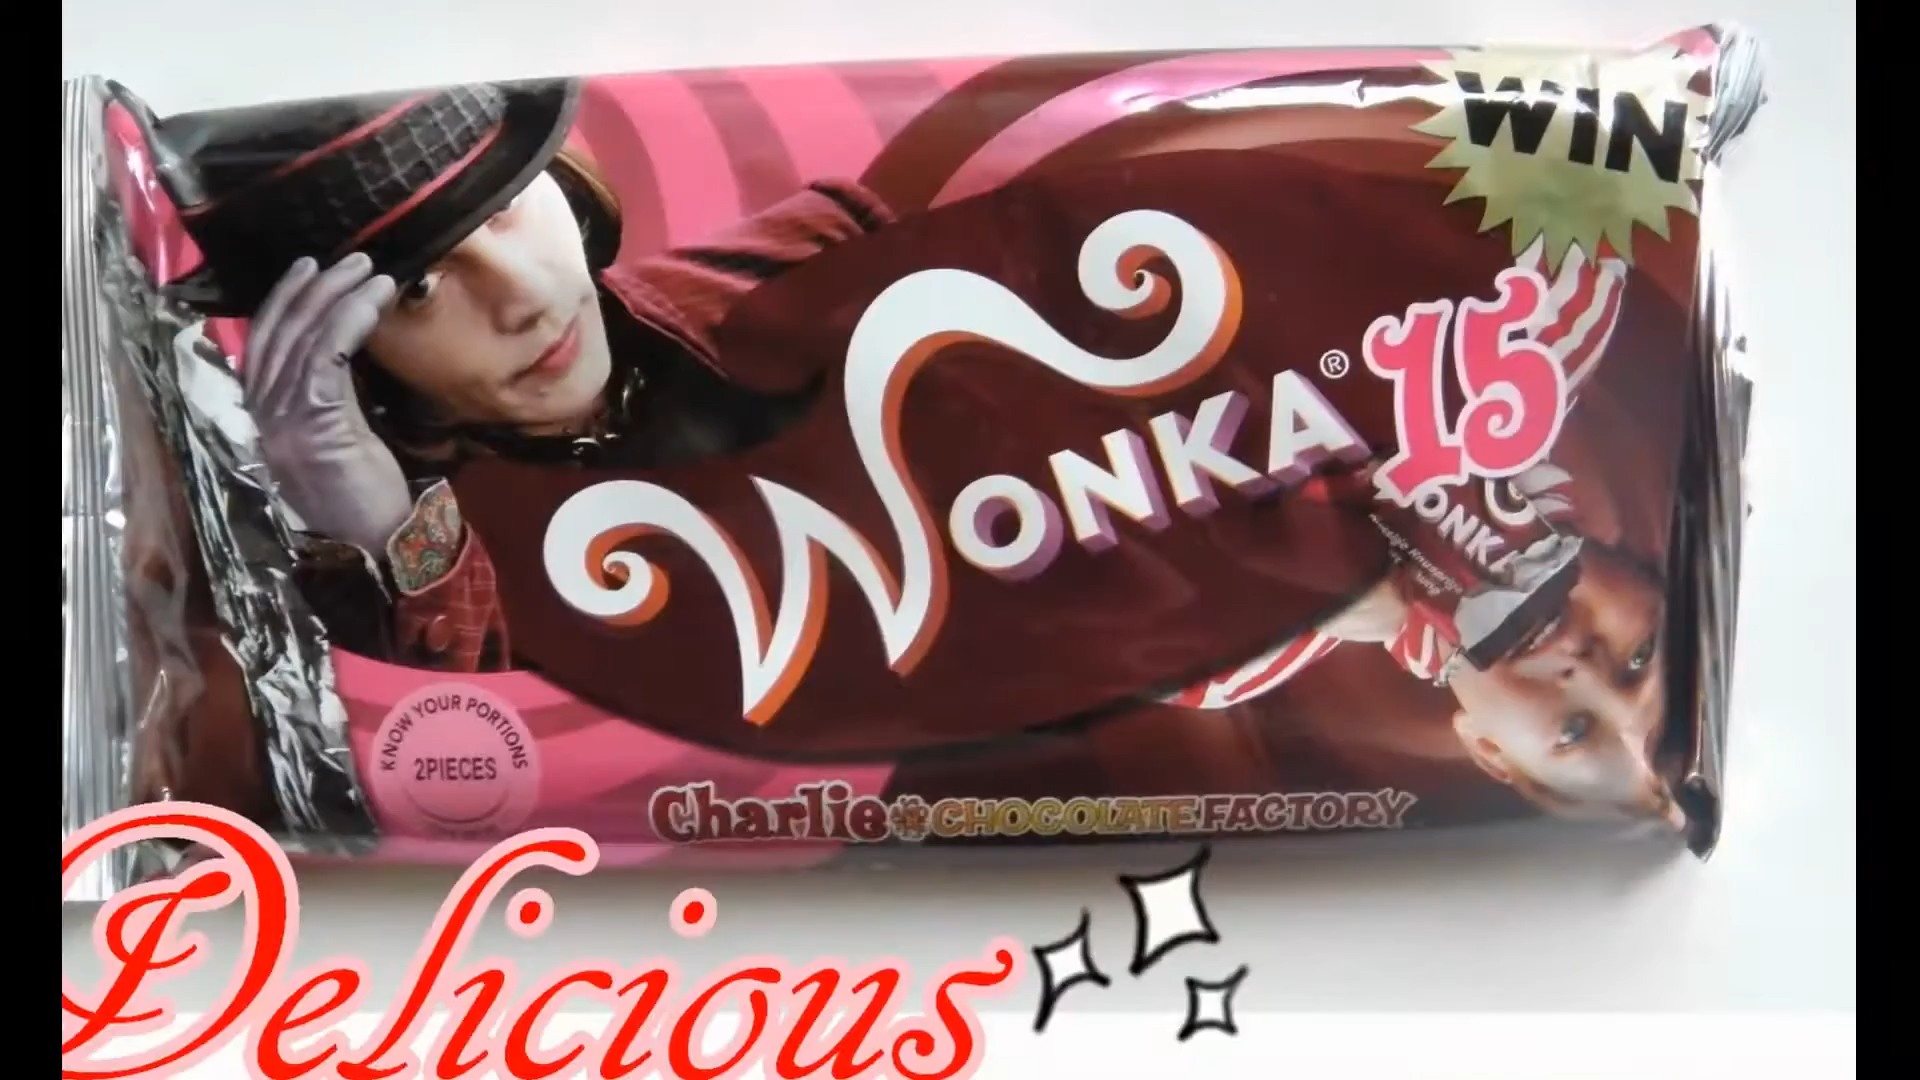 WIN
WONKA®
15
WONKA
KNOW YOUR PORTIONS
2PIECES
Charlie CHOCOLATE FACTORY
Delicious